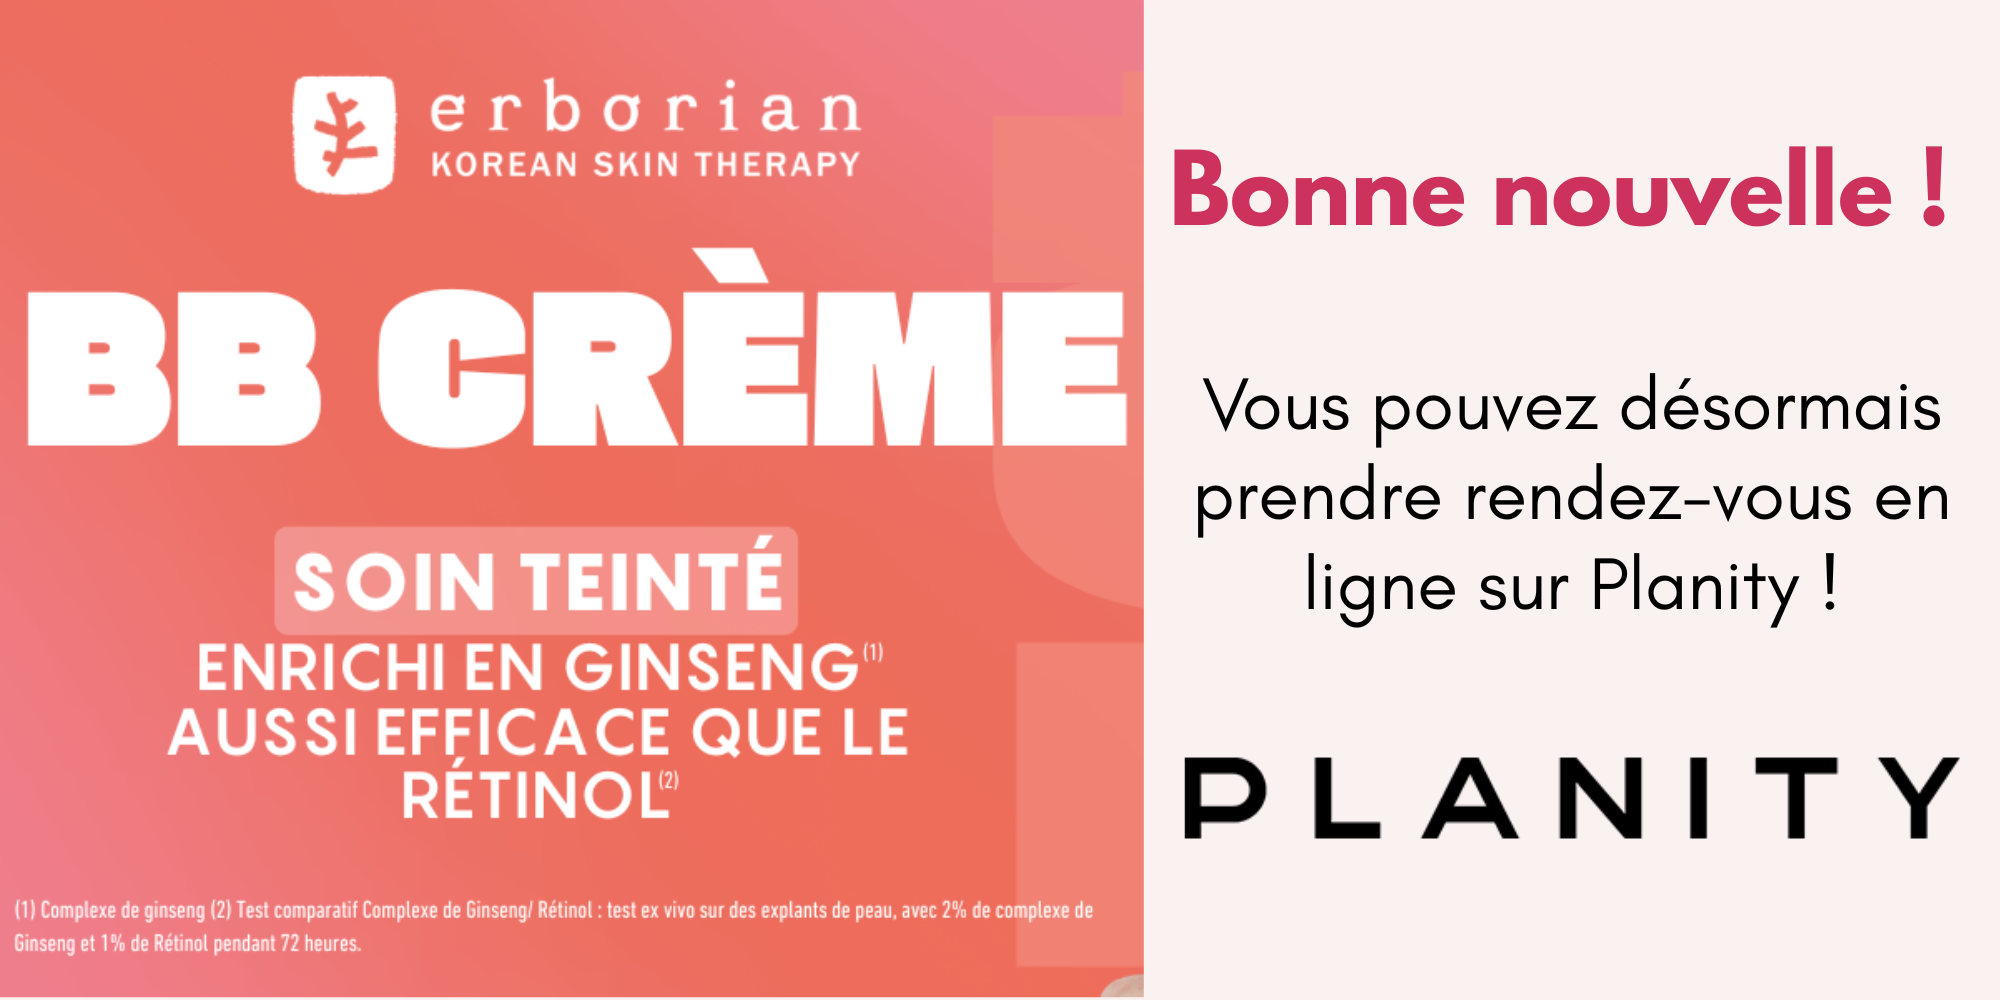 erborian
KOREAN SKIN THERAPY
BB CRÈME
SOIN TEINTÉ
ENRICHI EN GINSENG(1)
AUSSI EFFICACE QUE LE
RÉTINOL(2)
(1) Complexe de ginseng (2) Test comparatif Complexe de Ginseng/ Rétinol : test ex vivo sur des explants de peau, avec 2% de complexe de
Ginseng et 1% de Rétinol pendant 72 heures.
Bonne nouvelle !
Vous pouvez désormais
prendre rendez-vous en
ligne sur Planity !
PLANITY